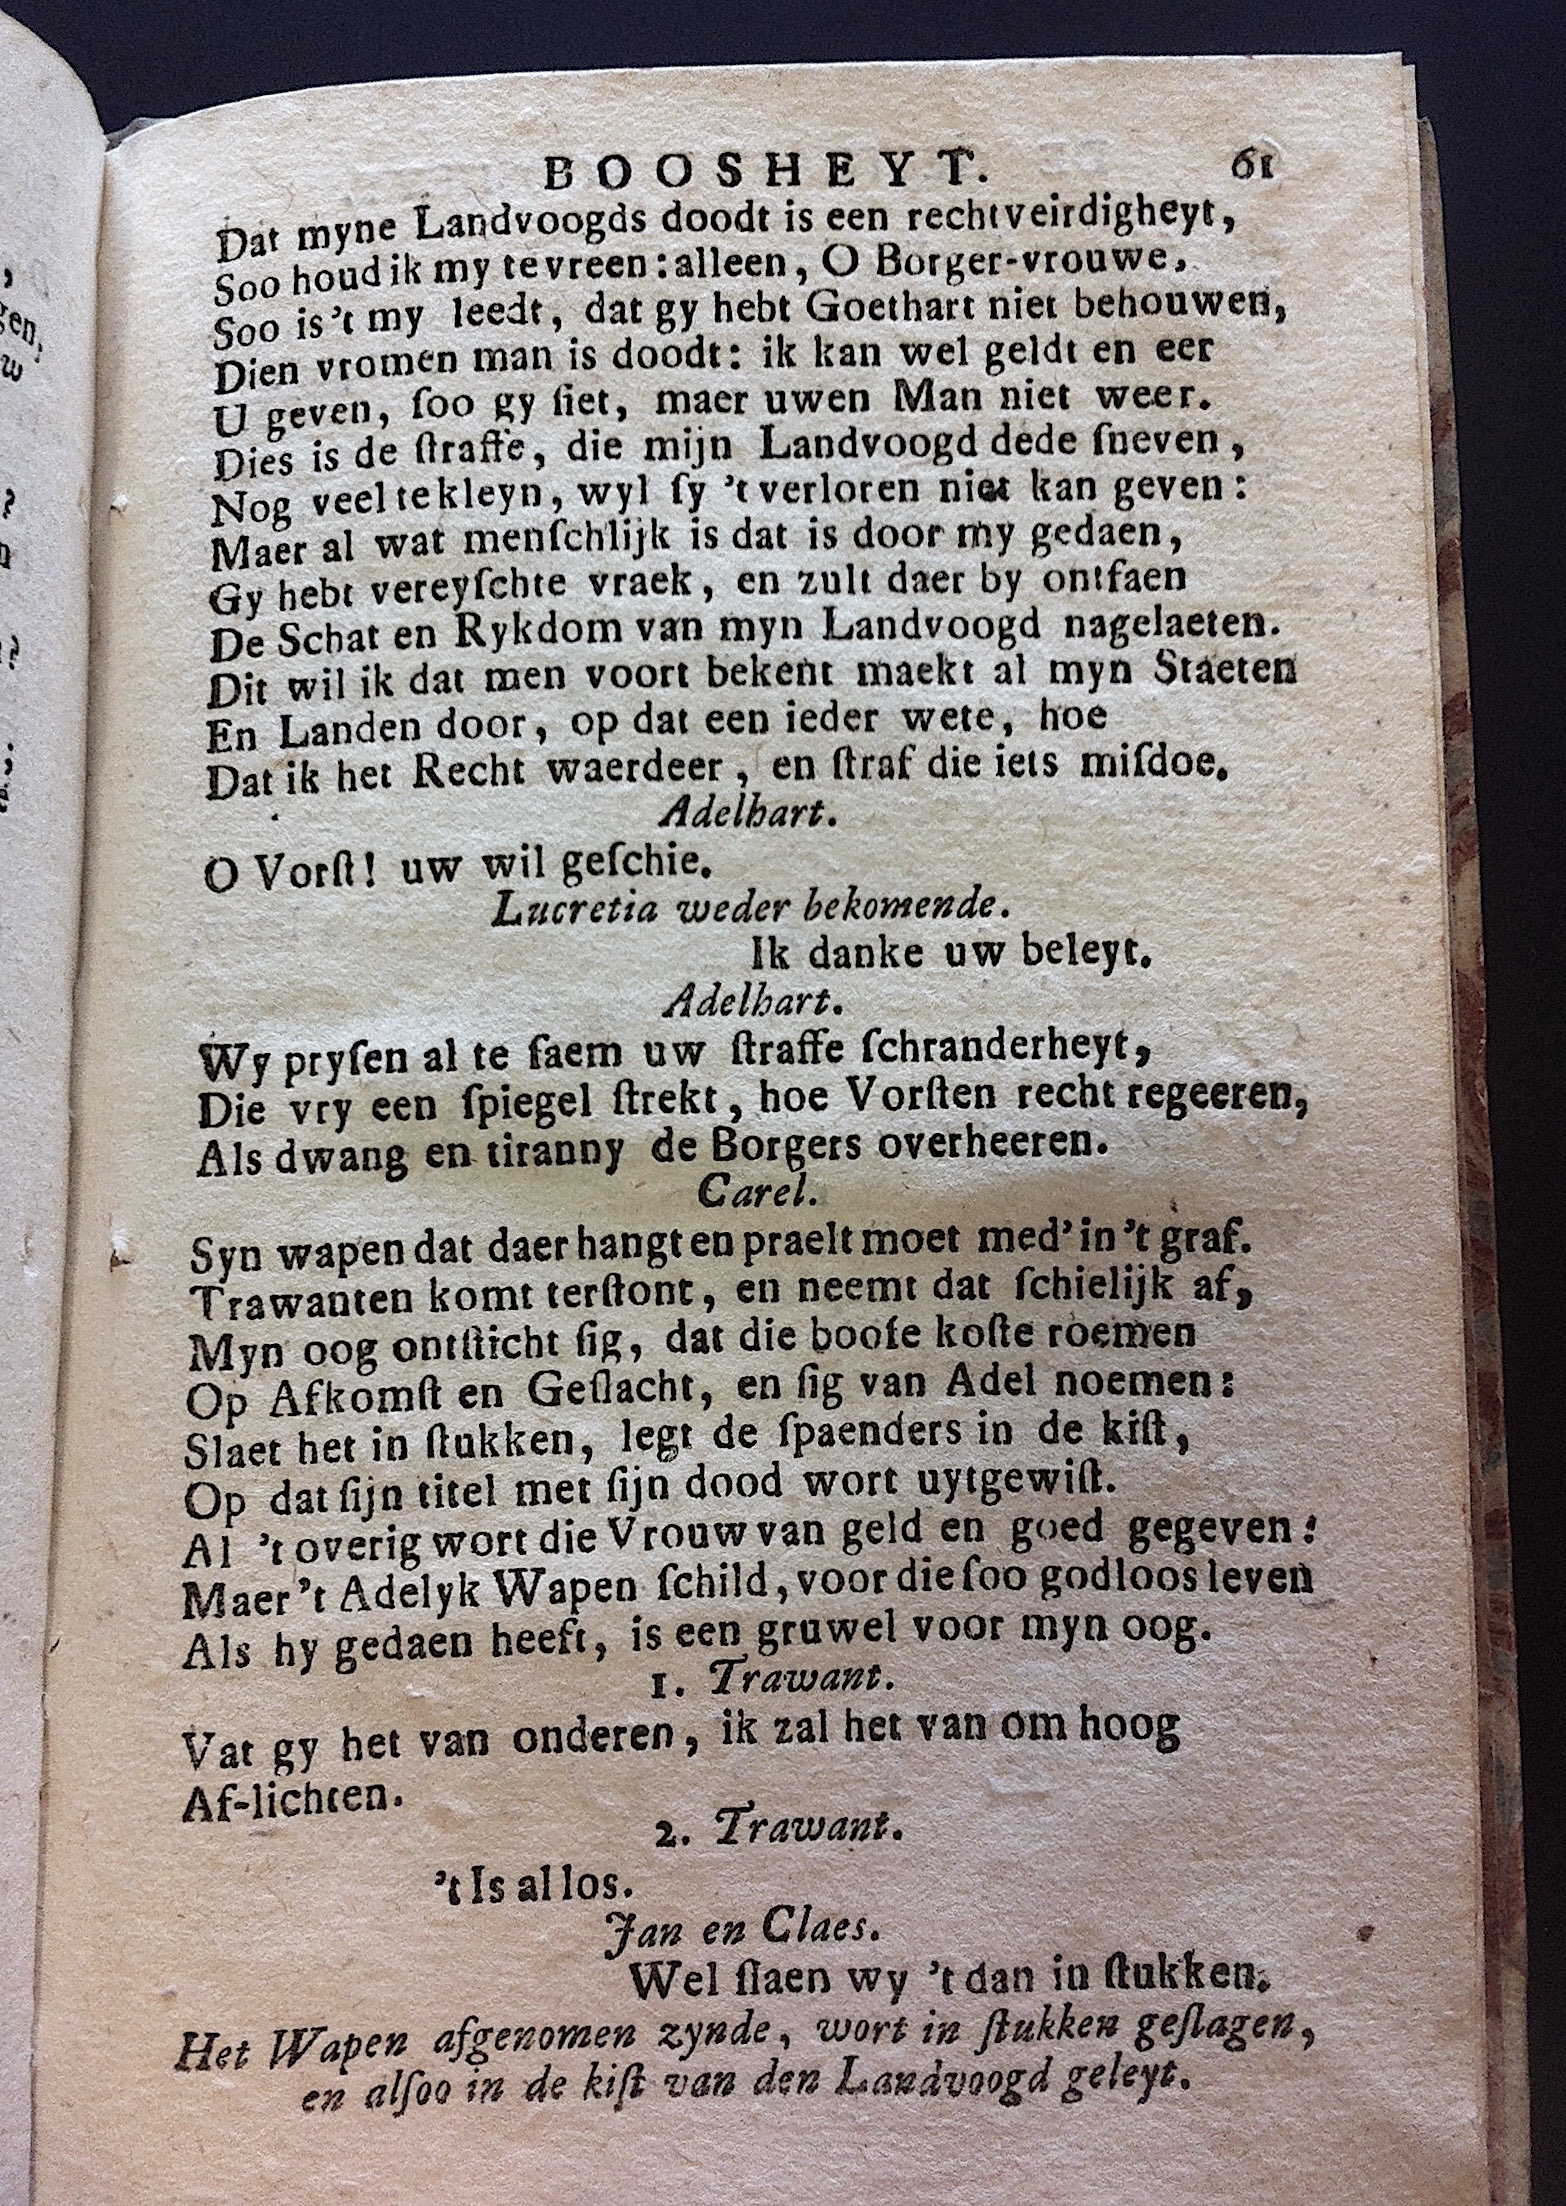 BOOSHEYT. 61
Dat myne Landvoogds doodt is een rechtveirdigheyt,
Soo houd ik my te vreen: alleen, O Borger-vrouwe,
Soo is 't my leedt, dat gy hebt Goethart niet behouwen,
Dien vromen man is doodt: ik kan wel geldt en eer
U geven, ſoo gy ſiet, maer uwen Man niet weer.
Dies is de ſtraffe, die mijn Landvoogd dede ſneven,
Nog veel te kleyn, wyl ſy 't verloren niet kan geven:
Maer al wat menſchlijk is dat is door my gedaen,
Gy hebt vereyſchte vraek, en zult daer by ontfaen
De Schat en Rykdom van myn Landvoogd nagelaeten.
Dit wil ik dat men voort bekent maekt al myn Staeten
En Landen door, op dat een ieder wete, hoe
Dat ik het Recht waerdeer, en ſtraf die iets miſdoe.
Adelhart.
O Vorſt! uw wil geſchie.
Lucretia weder bekomende.
Ik danke uw beleyt.
Adelhart.
Wy pryſen al te ſaem uw ſtraffe ſchranderheyt,
Die vry een ſpiegel ſtrekt, hoe Vorſten recht regeeren,
Als dwang en tiranny de Borgers overheeren.
Carel.
Syn wapen dat daer hangt en praelt moet med' in 't graf.
Trawanten komt terſtont, en neemt dat ſchielijk af,
Myn oog ontſticht ſig, dat die booſe koſte roemen
Op Afkomſt en Geſlacht, en ſig van Adel noemen:
Slaet het in ſtukken, legt de ſpaenders in de kiſt,
Op dat ſijn titel met ſijn dood wort uytgewiſt.
Al 't overig wort die Vrouw van geld en goed gegeven:
Maer 't Adelyk Wapen ſchild, voor die ſoo godloos leven
Als hy gedaen heeft, is een gruwel voor myn oog.
1. Trawant.
Vat gy het van onderen, ik zal het van om hoog
Af-lichten.
2. Trawant.
't Is al los.
Jan en Claes.
Wel ſlaen wy 't dan in ſtukken.
Het Wapen afgenomen zynde, wort in ſtukken geſlagen,
en alſoo in de kiſt van den Landvoogd geleyt.